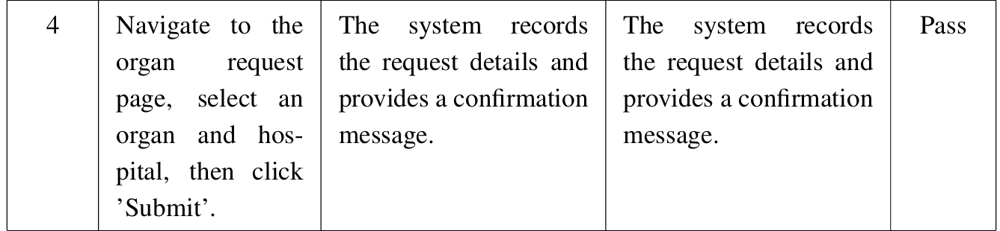 4
Navigate to the
organ request
page, select an
organ and hos-
pital, then click
’Submit’.
The system records
the request details and
provides a confirmation
message.
The system records
the request details and
provides a confirmation
message.
Pass